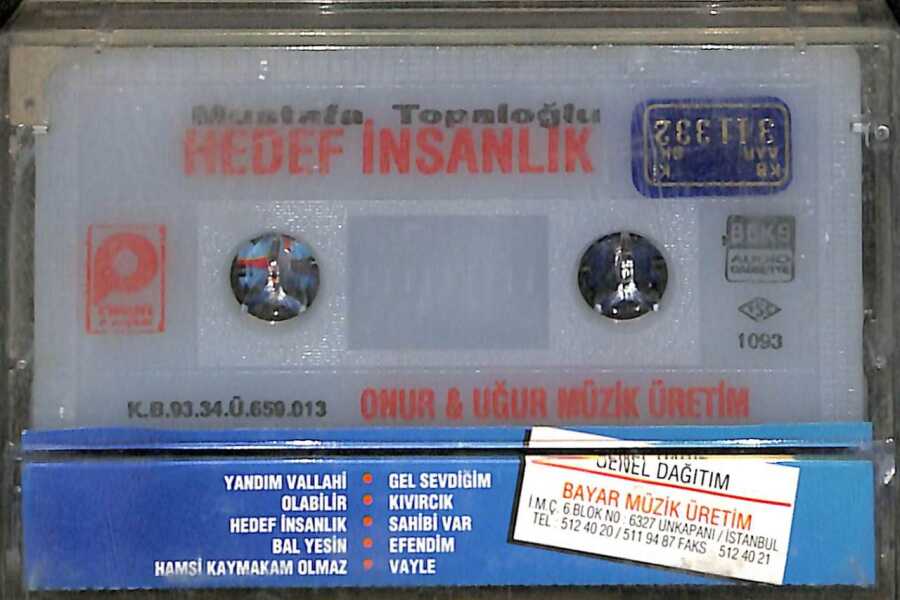 Mustafa Topaloğlu
HEDEF İNSANLIK
311332
AUDIO
CASSETTE
TSE
1093
K.B.93.34.Ü.659.013
ONUR & UĞUR MÜZİK ÜRETİM
YANDIM VALLAHİ • GEL SEVDİĞİM
OLABİLİR • KIVIRCIK
HEDEF İNSANLIK • SAHİBİ VAR
BAL YESİN • EFENDİM
HAMSİ KAYMAKAM OLMAZ • VAYLE
GENEL DAĞITIM
BAYAR MÜZİK ÜRETİM
İ.M.Ç. 6.BLOK NO : 6327 UNKAPANI / İSTANBUL
TEL : 512 40 20 / 511 94 87 FAKS 512 40 21